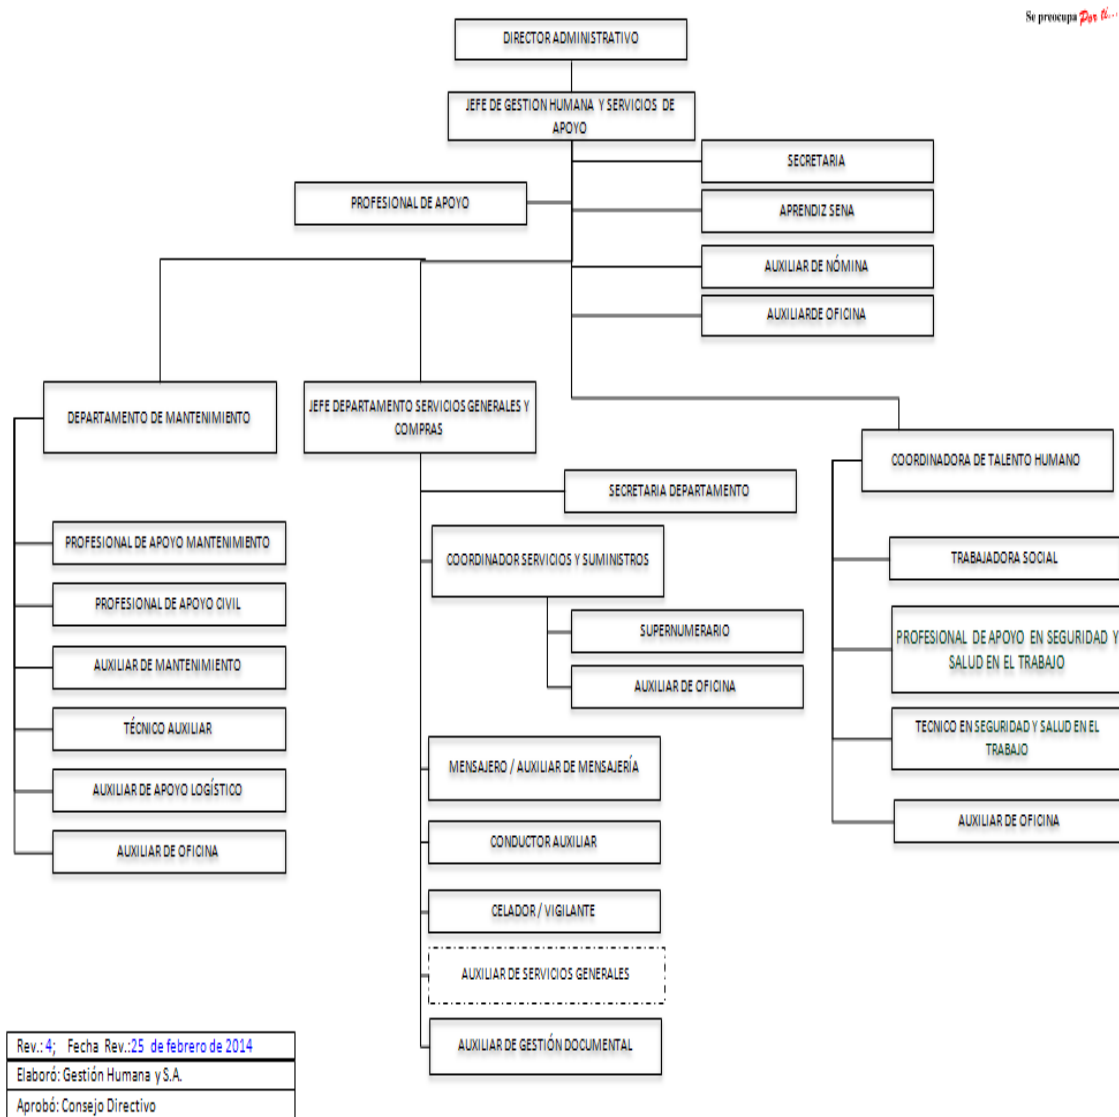 Se preocupa Por ti...
DIRECTOR ADMINISTRATIVO
JEFE DE GESTION HUMANA Y SERVICIOS DE
APOYO
SECRETARIA
PROFESIONAL DE APOYO
APRENDIZ SENA
AUXILIAR DE NÓMINA
AUXILIARDE OFICINA
DEPARTAMENTO DE MANTENIMIENTO
JEFE DEPARTAMENTO SERVICIOS GENERALES Y
COMPRAS
COORDINADORA DE TALENTO HUMANO
SECRETARIA DEPARTAMENTO
PROFESIONAL DE APOYO MANTENIMIENTO
PROFESIONAL DE APOYO CIVIL
AUXILIAR DE MANTENIMIENTO
TÉCNICO AUXILIAR
AUXILIAR DE APOYO LOGÍSTICO
AUXILIAR DE OFICINA
COORDINADOR SERVICIOS Y SUMINISTROS
SUPERNUMERARIO
AUXILIAR DE OFICINA
MENSAJERO / AUXILIAR DE MENSAJERÍA
CONDUCTOR AUXILIAR
CELADOR / VIGILANTE
AUXILIAR DE SERVICIOS GENERALES
AUXILIAR DE GESTIÓN DOCUMENTAL
TRABAJADORA SOCIAL
PROFESIONAL DE APOYO EN SEGURIDAD Y
SALUD EN EL TRABAJO
TECNICO EN SEGURIDAD Y SALUD EN EL
TRABAJO
AUXILIAR DE OFICINA
Rev.: 4; Fecha Rev.:25 de febrero de 2014
Elaboró: Gestión Humana y S.A.
Aprobó: Consejo Directivo